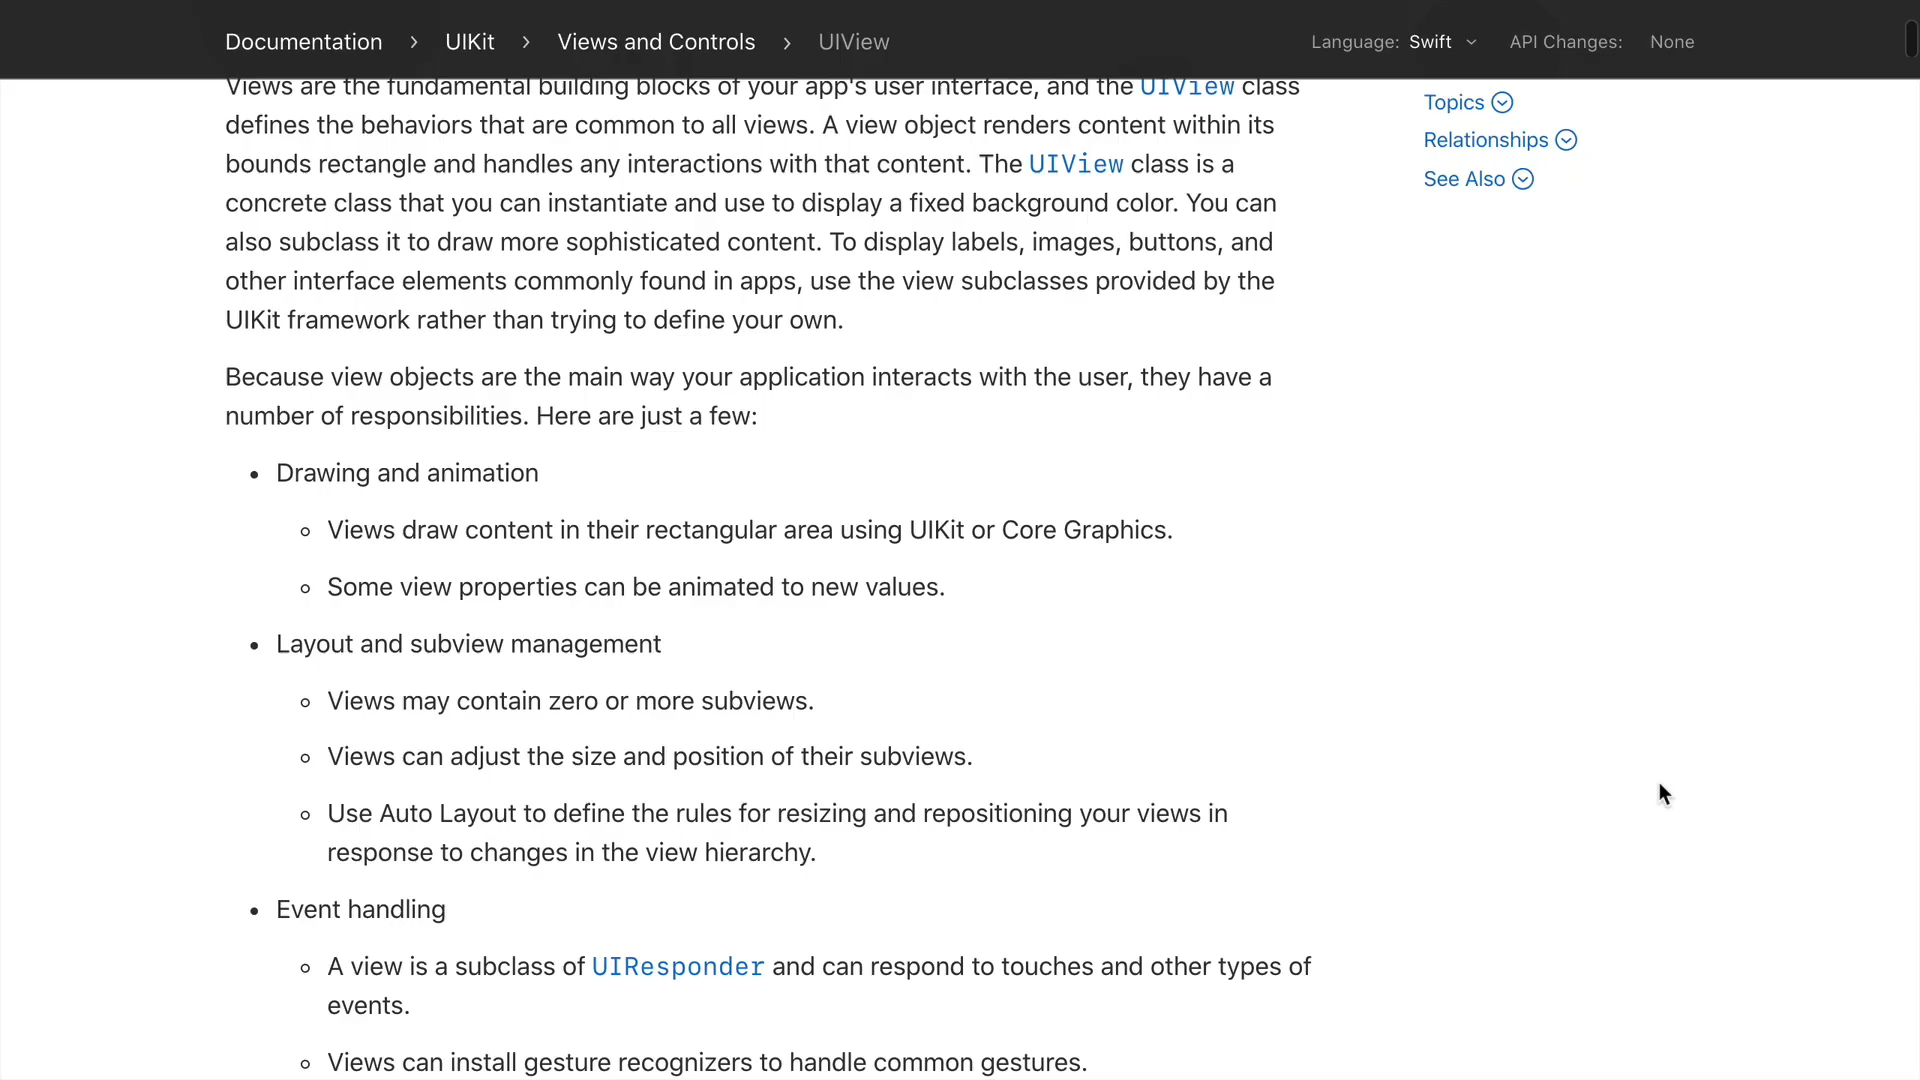 Documentation › UIKit › Views and Controls › UIView Language: Swift API Changes: None
Views are the fundamental building blocks of your app's user interface, and the UIView class
defines the behaviors that are common to all views. A view object renders content within its
bounds rectangle and handles any interactions with that content. The UIView class is a
concrete class that you can instantiate and use to display a fixed background color. You can
also subclass it to draw more sophisticated content. To display labels, images, buttons, and
other interface elements commonly found in apps, use the view subclasses provided by the
UIKit framework rather than trying to define your own.
Because view objects are the main way your application interacts with the user, they have a
number of responsibilities. Here are just a few:
• Drawing and animation
◦ Views draw content in their rectangular area using UIKit or Core Graphics.
◦ Some view properties can be animated to new values.
• Layout and subview management
◦ Views may contain zero or more subviews.
◦ Views can adjust the size and position of their subviews.
◦ Use Auto Layout to define the rules for resizing and repositioning your views in
response to changes in the view hierarchy.
• Event handling
◦ A view is a subclass of UIResponder and can respond to touches and other types of
events.
◦ Views can install gesture recognizers to handle common gestures.
Topics
Relationships
See Also